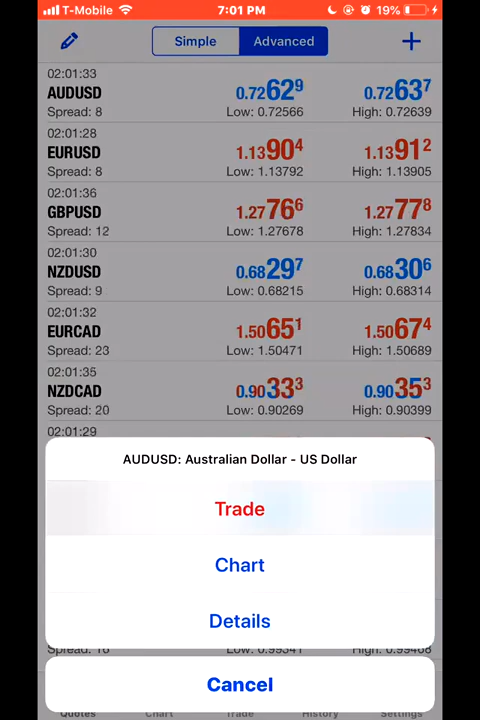 T-Mobile 7:01 PM 19%
Simple Advanced +
02:01:33
AUDUSD 0.72629 0.72637
Spread: 8 Low: 0.72566 High: 0.72639
02:01:28
EURUSD 1.13904 1.13912
Spread: 8 Low: 1.13792 High: 1.13905
02:01:36
GBPUSD 1.27766 1.27778
Spread: 12 Low: 1.27678 High: 1.27834
02:01:30
NZDUSD 0.68297 0.68306
Spread: 9 Low: 0.68215 High: 0.68314
02:01:32
EURCAD 1.50651 1.50674
Spread: 23 Low: 1.50471 High: 1.50689
02:01:35
NZDCAD 0.90333 0.90353
Spread: 20 Low: 0.90269 High: 0.90399
02:01:29
AUDUSD: Australian Dollar - US Dollar
Trade
Chart
Details
Spread: 16 Low: 0.99341 High: 0.99468
Cancel
Quotes Chart Trade History Settings